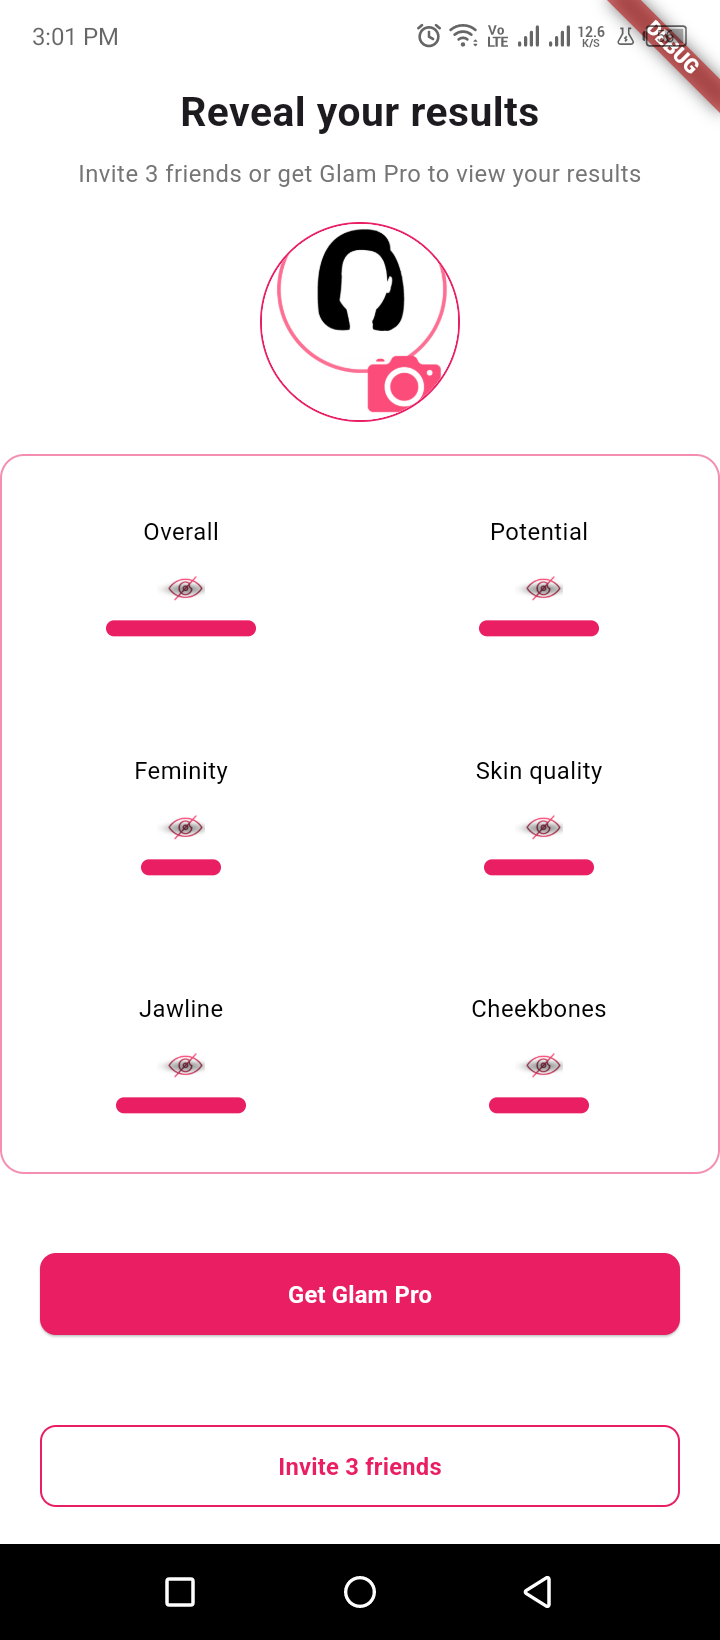 3:01 PM
Vo
LTE
12.6
K/S
DEBUG
Reveal your results
Invite 3 friends or get Glam Pro to view your results
Overall
Potential
Feminity
Skin quality
Jawline
Cheekbones
Get Glam Pro
Invite 3 friends